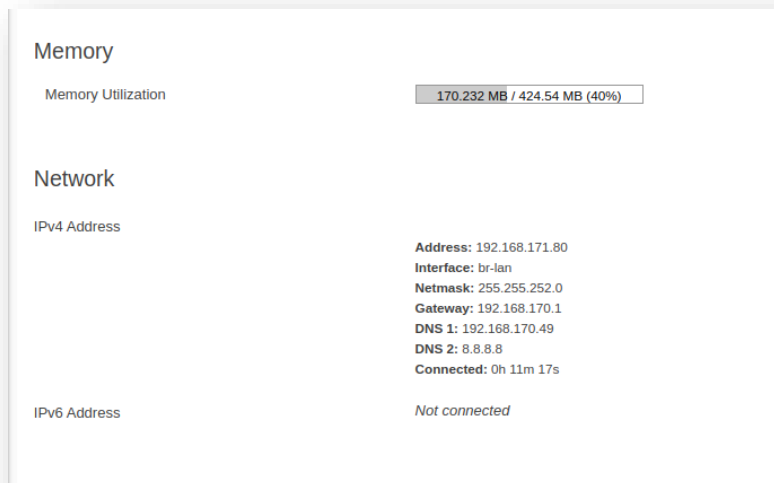 Memory
Memory Utilization
170.232 MB / 424.54 MB (40%)
Network
IPv4 Address
Address: 192.168.171.80
Interface: br-lan
Netmask: 255.255.252.0
Gateway: 192.168.170.1
DNS 1: 192.168.170.49
DNS 2: 8.8.8.8
Connected: 0h 11m 17s
IPv6 Address
Not connected